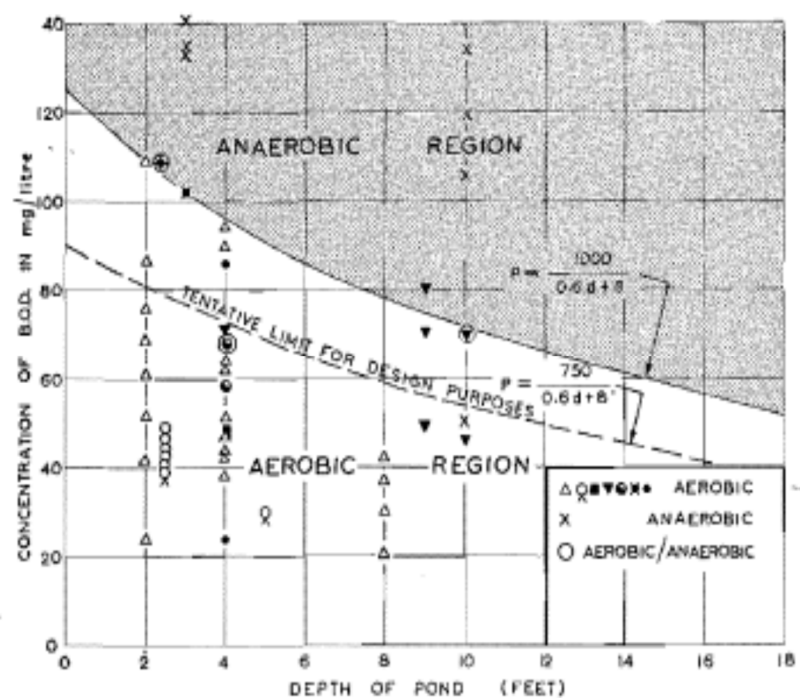 40
120
100
80
60
40
20
0
CONCENTRATION OF B.O.D. IN mg/litre
ANAEROBIC REGION
P = 1000
0.6d+8
TENTATIVE LIMIT FOR DESIGN PURPOSES
P = 750
0.6d+8
AEROBIC REGION
AEROBIC
X ANAEROBIC
O AEROBIC/ANAEROBIC
0 2 4 6 8 10 12 14 16 18
DEPTH OF POND (FEET)